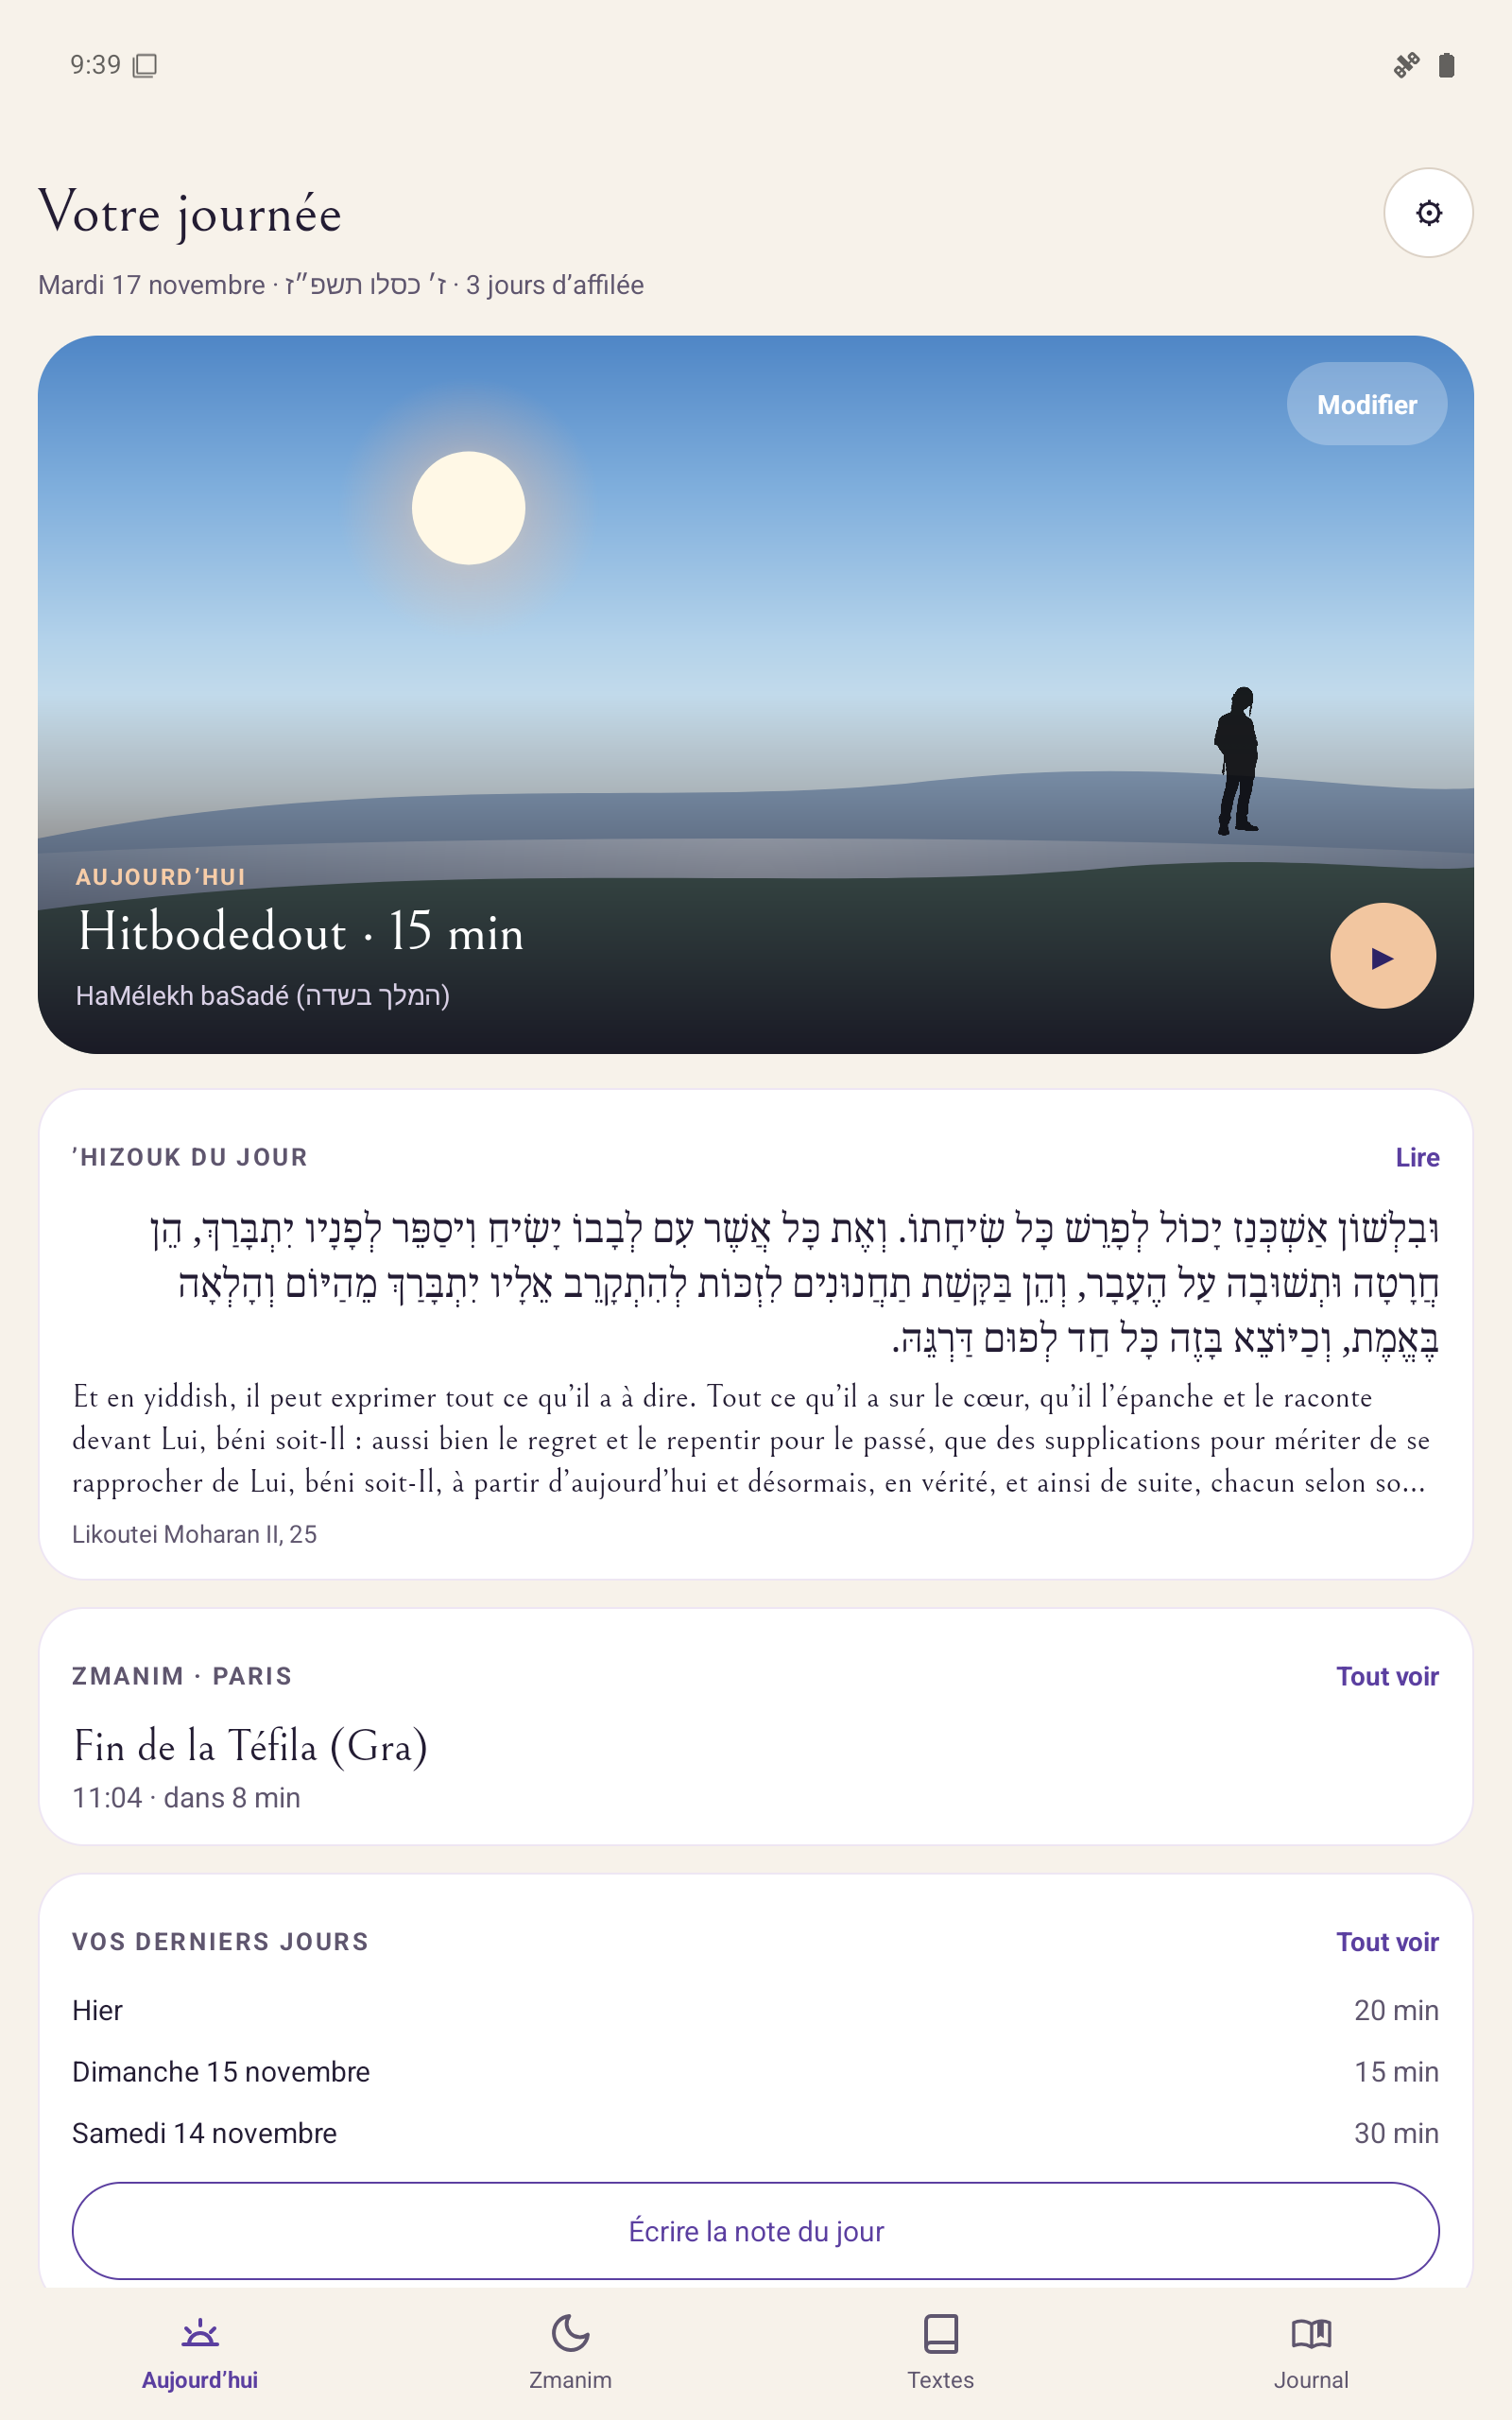 9:39
Votre journée
Mardi 17 novembre · ז׳ כסלו תשפ״ז · 3 jours d’affilée
Modifier
AUJOURD’HUI
Hitbodedout · 15 min
HaMélekh baSadé (המלך בשדה)
’HIZOUK DU JOUR
Lire
וּבִלְשׁוֹן אַשְׁכְּנַז יָכוֹל לְפָרֵשׁ כָּל שִׂיחָתוֹ. וְאֶת כָּל אֲשֶׁר עִם לְבָבוֹ יָשִׂיחַ וִיסַפֵּר לְפָנָיו יִתְבָּרַךְ, הֵן
חֲרָטָה וּתְשׁוּבָה עַל הֶעָבָר, וְהֵן בַּקָּשַׁת תַּחֲנוּנִים לִזְכּוֹת לְהִתְקָרֵב אֵלָיו יִתְבָּרַךְ מֵהַיּוֹם וְהָלְאָה
בֶּאֱמֶת, וְכַיּוֹצֵא בָּזֶה כָּל חַד לְפוּם דַּרְגֵּהּ.
Et en yiddish, il peut exprimer tout ce qu’il a à dire. Tout ce qu’il a sur le cœur, qu’il l’épanche et le raconte
devant Lui, béni soit-Il : aussi bien le regret et le repentir pour le passé, que des supplications pour mériter de se
rapprocher de Lui, béni soit-Il, à partir d’aujourd’hui et désormais, en vérité, et ainsi de suite, chacun selon so…
Likoutei Moharan II, 25
ZMANIM · PARIS
Tout voir
Fin de la Téfila (Gra)
11:04 · dans 8 min
VOS DERNIERS JOURS
Tout voir
Hier
20 min
Dimanche 15 novembre
15 min
Samedi 14 novembre
30 min
Écrire la note du jour
Aujourd’hui
Zmanim
Textes
Journal